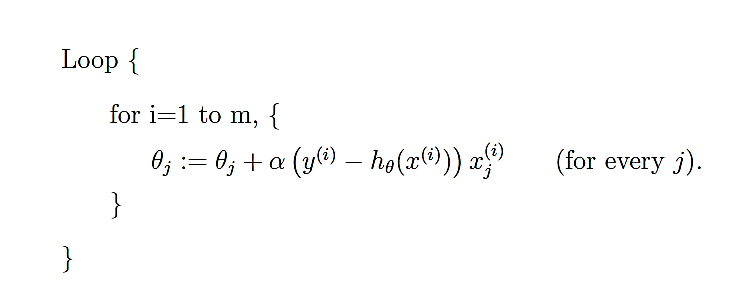 Loop {
for i=1 to m, {
θ_j := θ_j + α (y^{(i)} − h_θ(x^{(i)})) x_j^{(i)} (for every j).
}
}